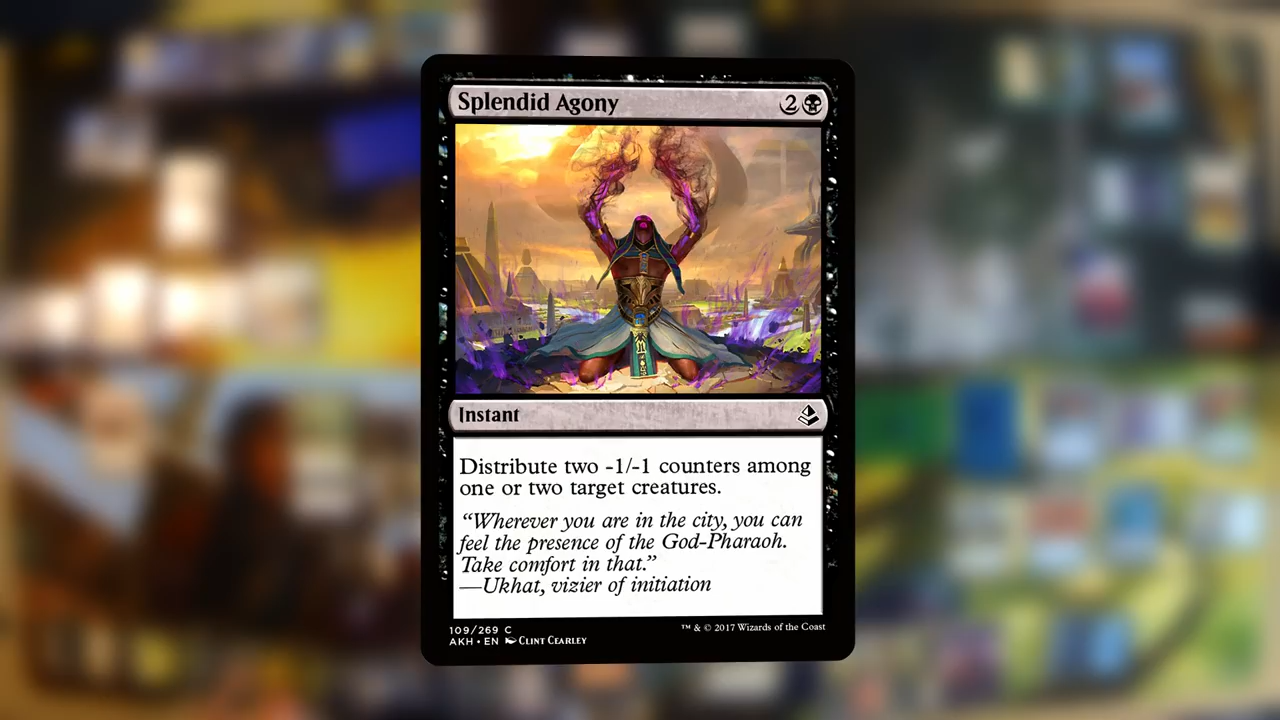 Splendid Agony 2
Instant
Distribute two -1/-1 counters among
one or two target creatures.
“Wherever you are in the city, you can
feel the presence of the God-Pharaoh.
Take comfort in that.”
—Ukhat, vizier of initiation
109/269 C
AKH • EN CLINT CEARLEY
™ & © 2017 Wizards of the Coast